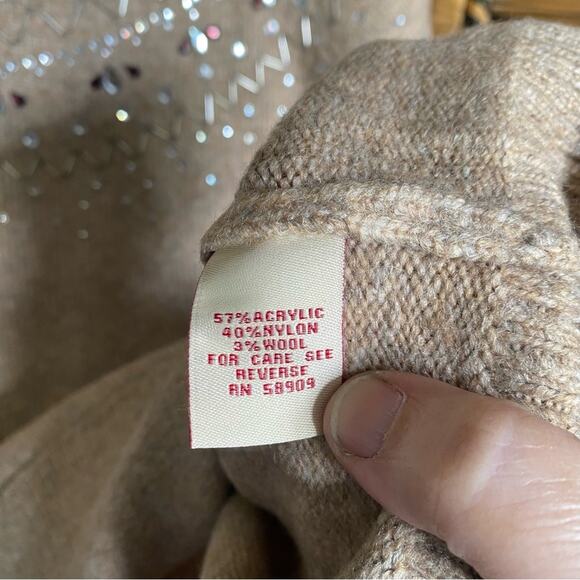 57%ACRYLIC
40%NYLON
3%WOOL
FOR CARE SEE
REVERSE
RN 58909